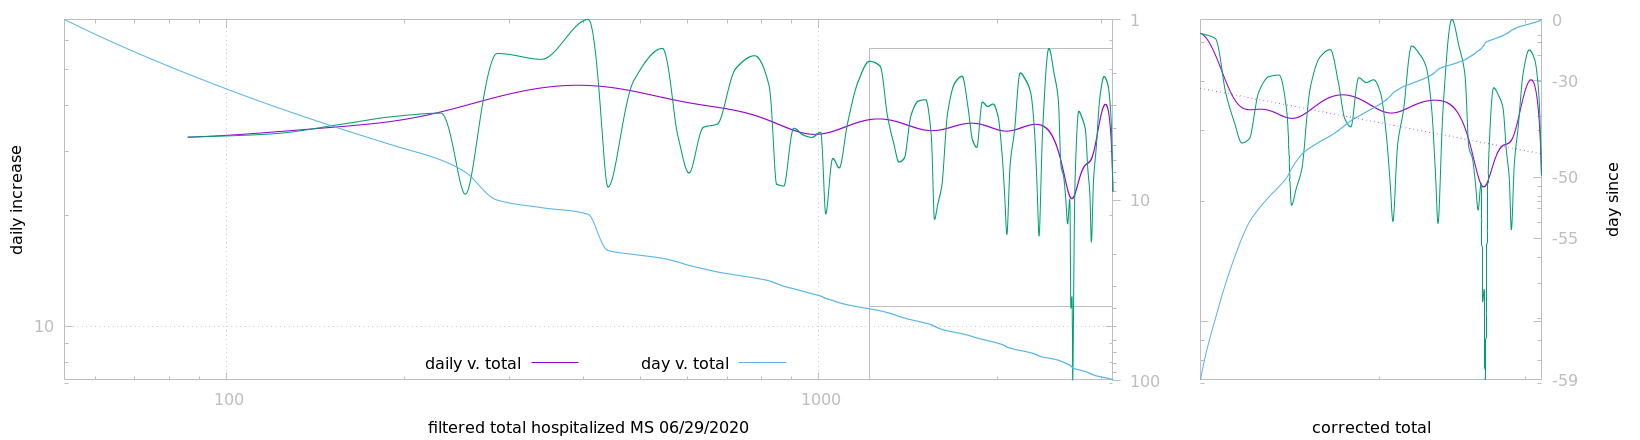 daily increase
10
100
1000
daily v. total
day v. total
filtered total hospitalized MS 06/29/2020
1
10
100
0
-30
-50
-55
-59
day since
corrected total